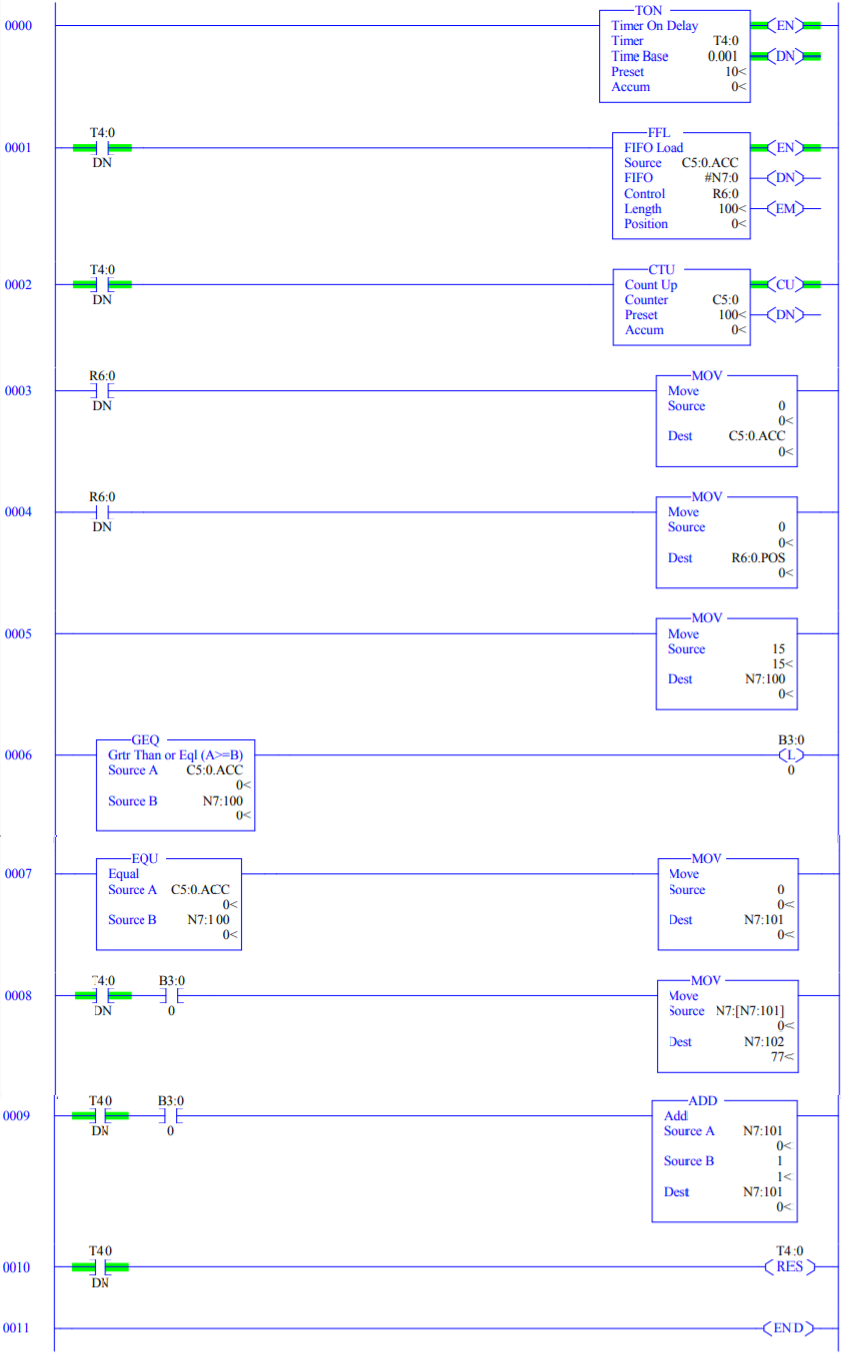 0000
TON
Timer On Delay
Timer T4:0
Time Base 0.001
Preset 10<
Accum 0<
EN
DN
0001
T4:0
DN
FFL
FIFO Load
Source C5:0.ACC
FIFO #N7:0
Control R6:0
Length 100<
Position 0<
EN
DN
EM
0002
T4:0
DN
CTU
Count Up
Counter C5:0
Preset 100<
Accum 0<
CU
DN
0003
R6:0
DN
MOV
Move
Source 0
0<
Dest C5:0.ACC
0<
0004
R6:0
DN
MOV
Move
Source 0
0<
Dest R6:0.POS
0<
0005
MOV
Move
Source 15
15<
Dest N7:100
0<
0006
GEQ
Grtr Than or Eql (A>=B)
Source A C5:0.ACC
0<
Source B N7:100
0<
B3:0
L
0
0007
EQU
Equal
Source A C5:0.ACC
0<
Source B N7:100
0<
MOV
Move
Source 0
0<
Dest N7:101
0<
0008
T4:0
DN
B3:0
0
MOV
Move
Source N7:[N7:101]
0<
Dest N7:102
77<
0009
T4:0
DN
B3:0
0
ADD
Add
Source A N7:101
0<
Source B 1
1<
Dest N7:101
0<
0010
T4:0
DN
T4:0
RES
0011
END